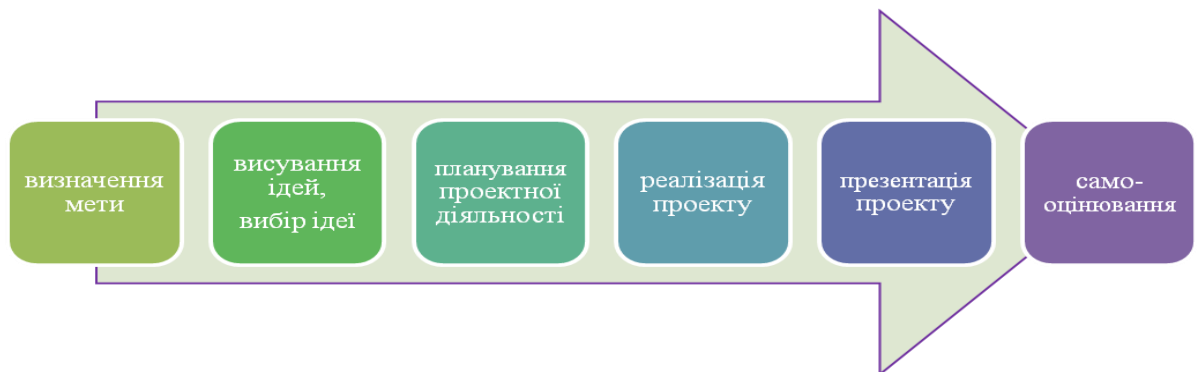 визначення
мети
висування
ідей,
вибір ідеї
планування
проектної
діяльності
реалізація
проекту
презентація
проекту
само-
оцінювання